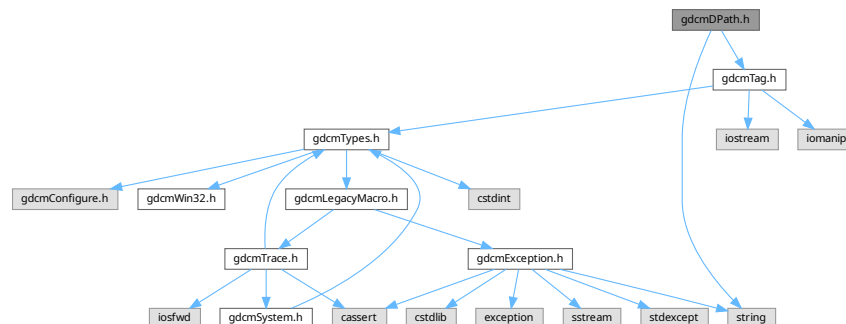 gdcmDPath.h
gdcmTag.h
gdcmTypes.h
iostream
iomanip
gdcmConfigure.h
gdcmWin32.h
gdcmLegacyMacro.h
cstdint
gdcmTrace.h
gdcmException.h
iosfwd
gdcmSystem.h
cassert
cstdlib
exception
sstream
stdexcept
string